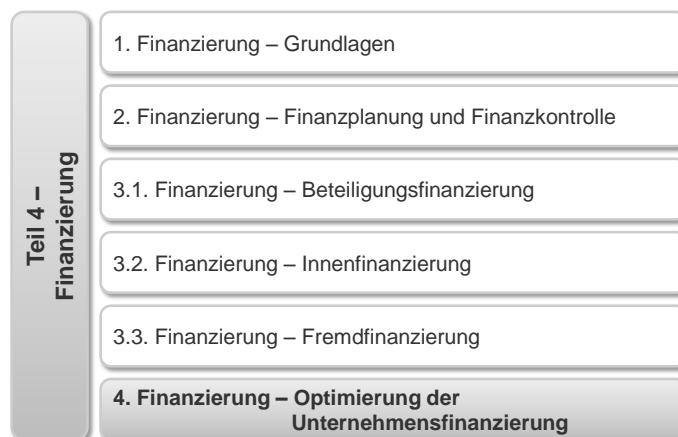 Teil 4 –
Finanzierung
1. Finanzierung – Grundlagen
2. Finanzierung – Finanzplanung und Finanzkontrolle
3.1. Finanzierung – Beteiligungsfinanzierung
3.2. Finanzierung – Innenfinanzierung
3.3. Finanzierung – Fremdfinanzierung
4. Finanzierung – Optimierung der
Unternehmensfinanzierung